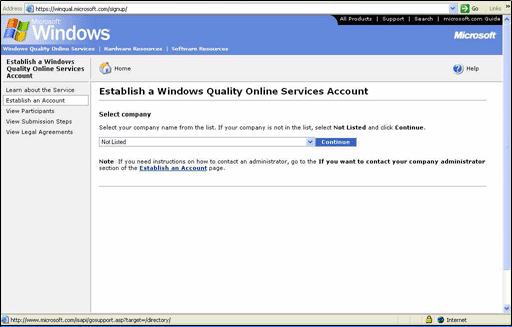 Address https://winqual.microsoft.com/signup/ Go Links »
All Products | Support | Search | microsoft.com Guide
Microsoft
Windows
Microsoft
Windows Quality Online Services | Hardware Resources | Software Resources
Establish a Windows
Quality Online Services
Account
Learn about the Service
Establish an Account
View Participants
View Submission Steps
View Legal Agreements
Home
Help
Establish a Windows Quality Online Services Account
Select company
Select your company name from the list. If your company is not in the list, select Not Listed and click Continue.
Not Listed Continue
Note If you need instructions on how to contact an administrator, go to the If you want to contact your company administrator
section of the Establish an Account page.
http://www.microsoft.com/isapi/gosupport.asp?target=/directory/ Internet